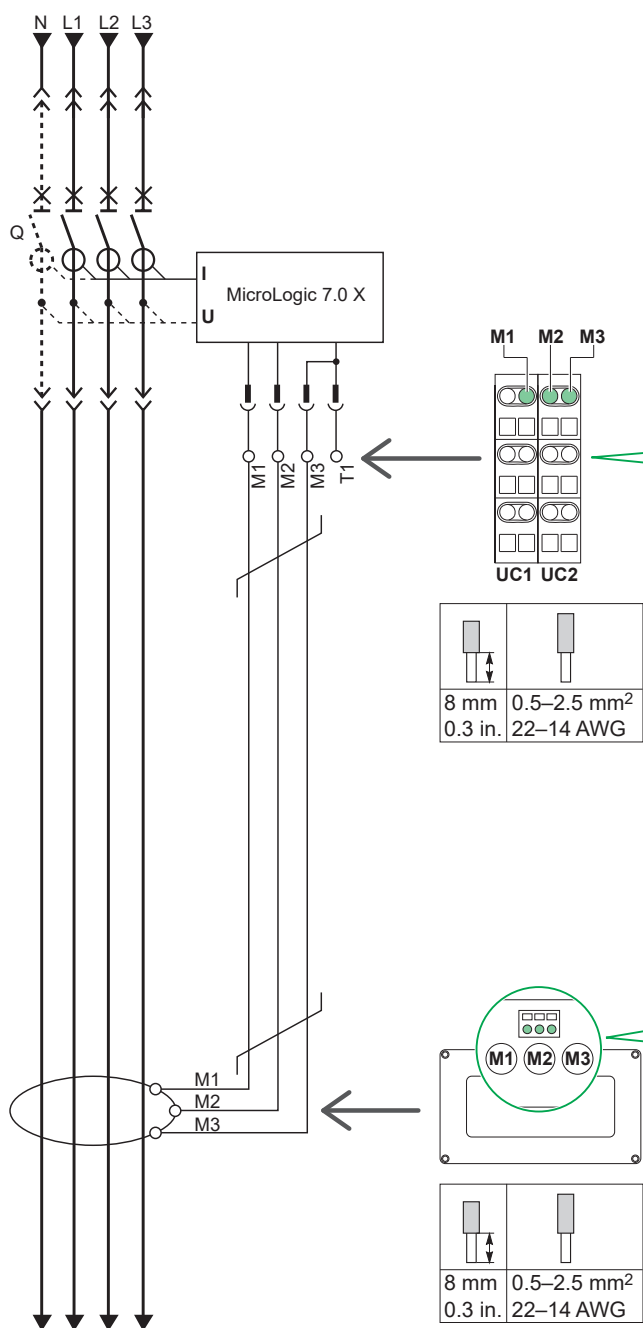 N L1 L2 L3
Q
I
MicroLogic 7.0 X
U
M1 M2 M3
M1
M2
M3
T1
UC1 UC2
8 mm 0.5–2.5 mm²
0.3 in. 22–14 AWG
M1 M2 M3
M1
M2
M3
8 mm 0.5–2.5 mm²
0.3 in. 22–14 AWG